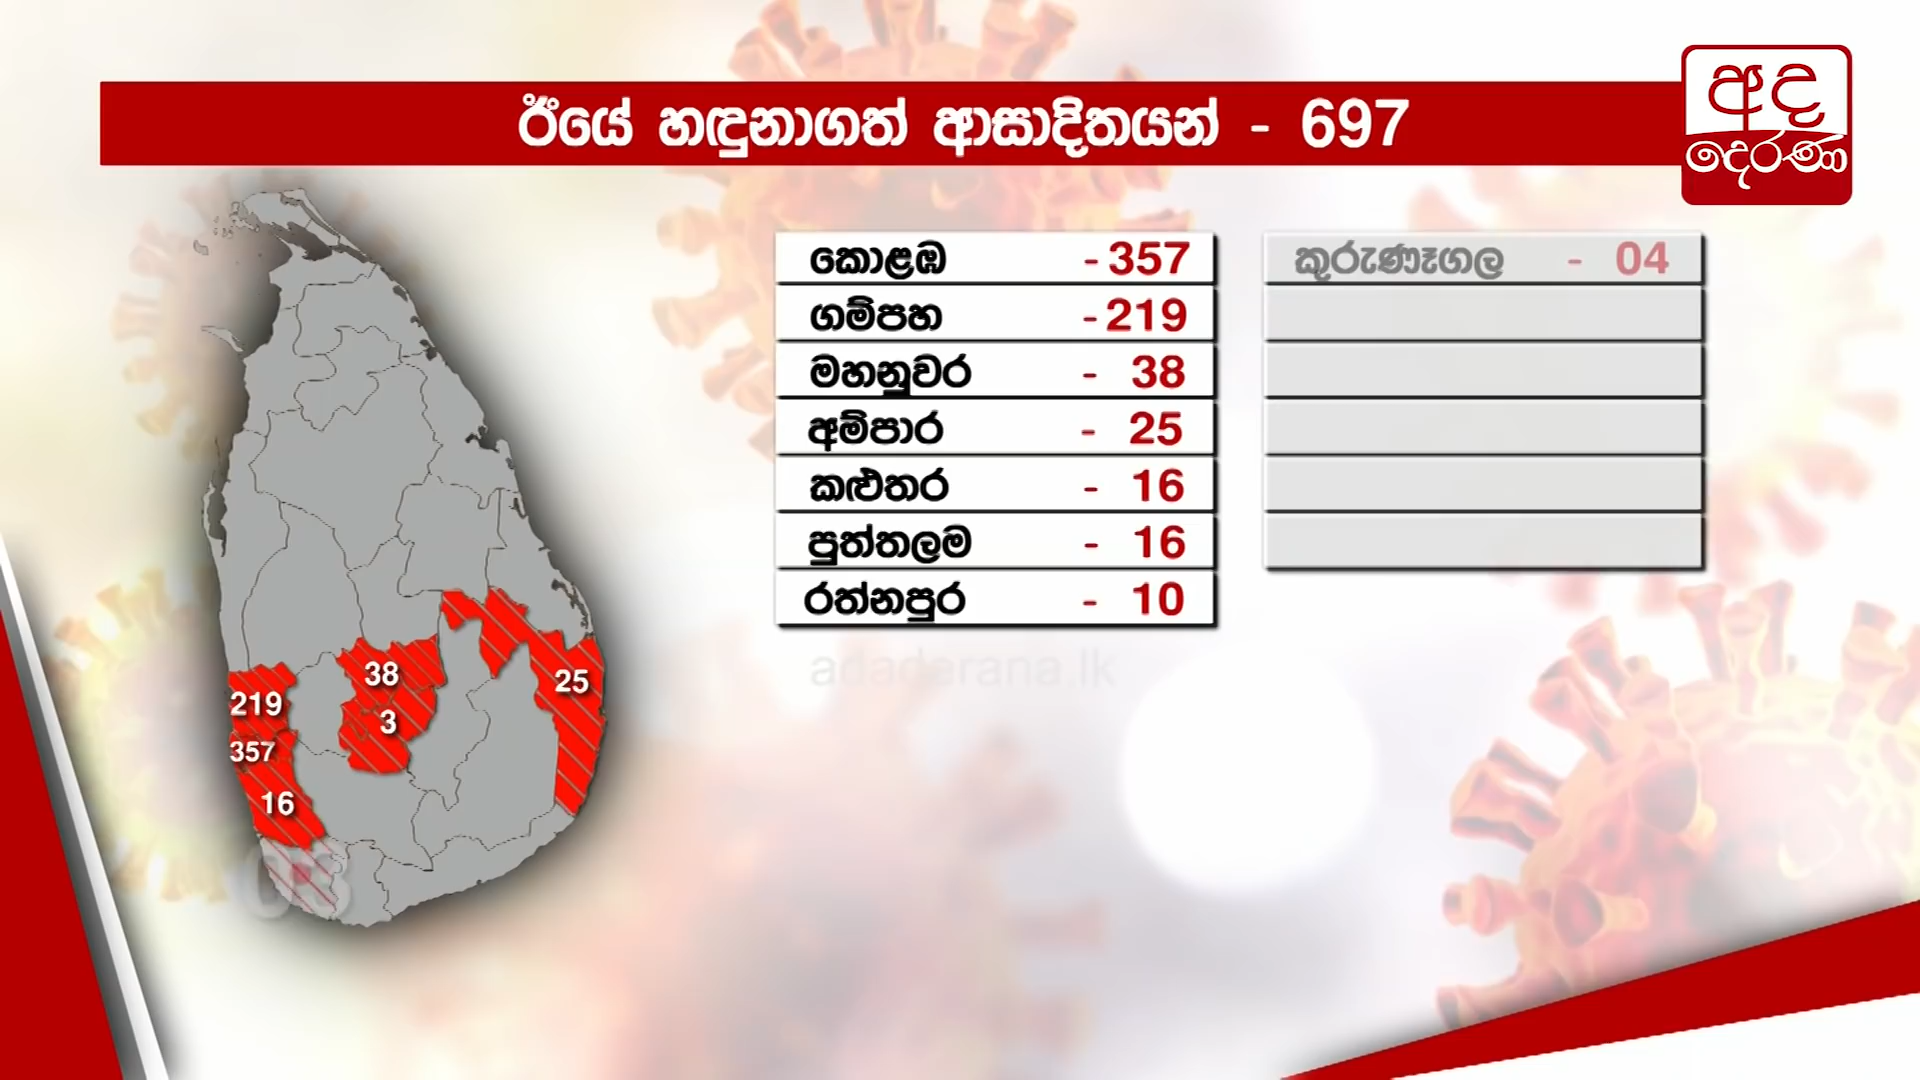 ඊයේ හඳුනාගත් ආසාදිතයන් - 697
අද
දෙරණ
කොළඹ - 357
ගම්පහ - 219
මහනුවර - 38
අම්පාර - 25
කළුතර - 16
පුත්තලම - 16
රත්නපුර - 10
කුරුණෑගල - 04
38
25
219
3
357
16
03
adaderana.lk